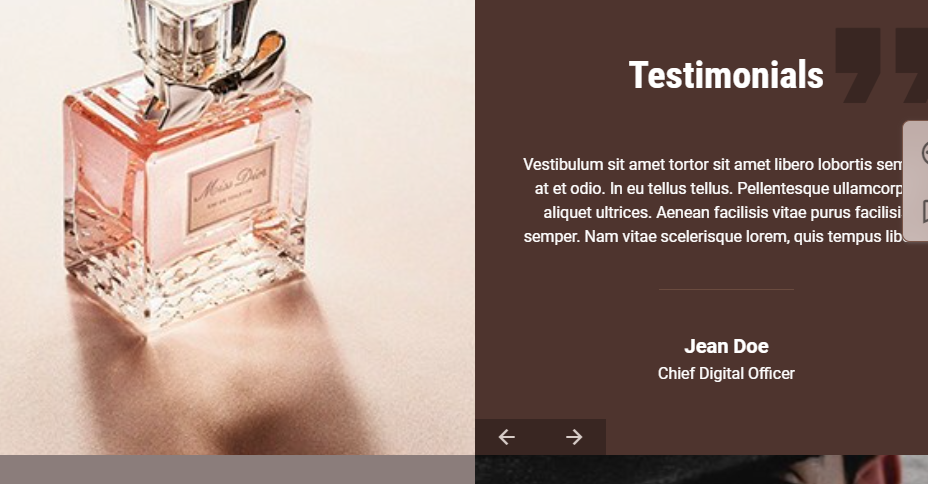 Miss Dior
EAU DE TOILETTE
Testimonials
Vestibulum sit amet tortor sit amet libero lobortis sem
at et odio. In eu tellus tellus. Pellentesque ullamcorp
aliquet ultrices. Aenean facilisis vitae purus facilisi
semper. Nam vitae scelerisque lorem, quis tempus lib
Jean Doe
Chief Digital Officer